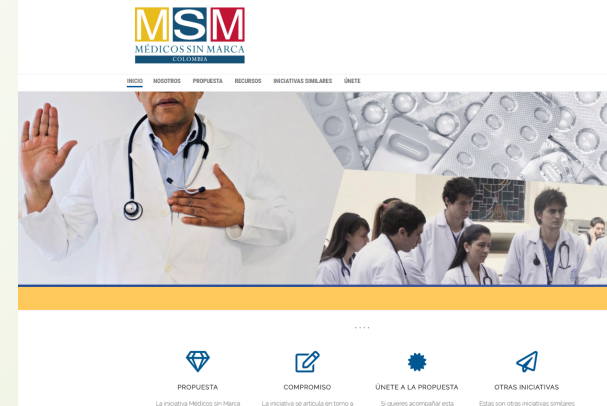 MSM
MÉDICOS SIN MARCA
COLOMBIA
INICIO NOSOTROS PROPUESTA RECURSOS INICIATIVAS SIMILARES ÚNETE
PROPUESTA COMPROMISO ÚNETE A LA PROPUESTA OTRAS INICIATIVAS
La iniciativa Médicos sin Marca La iniciativa se articula en torno a Si quieres acompañar esta Estas son otras iniciativas similares